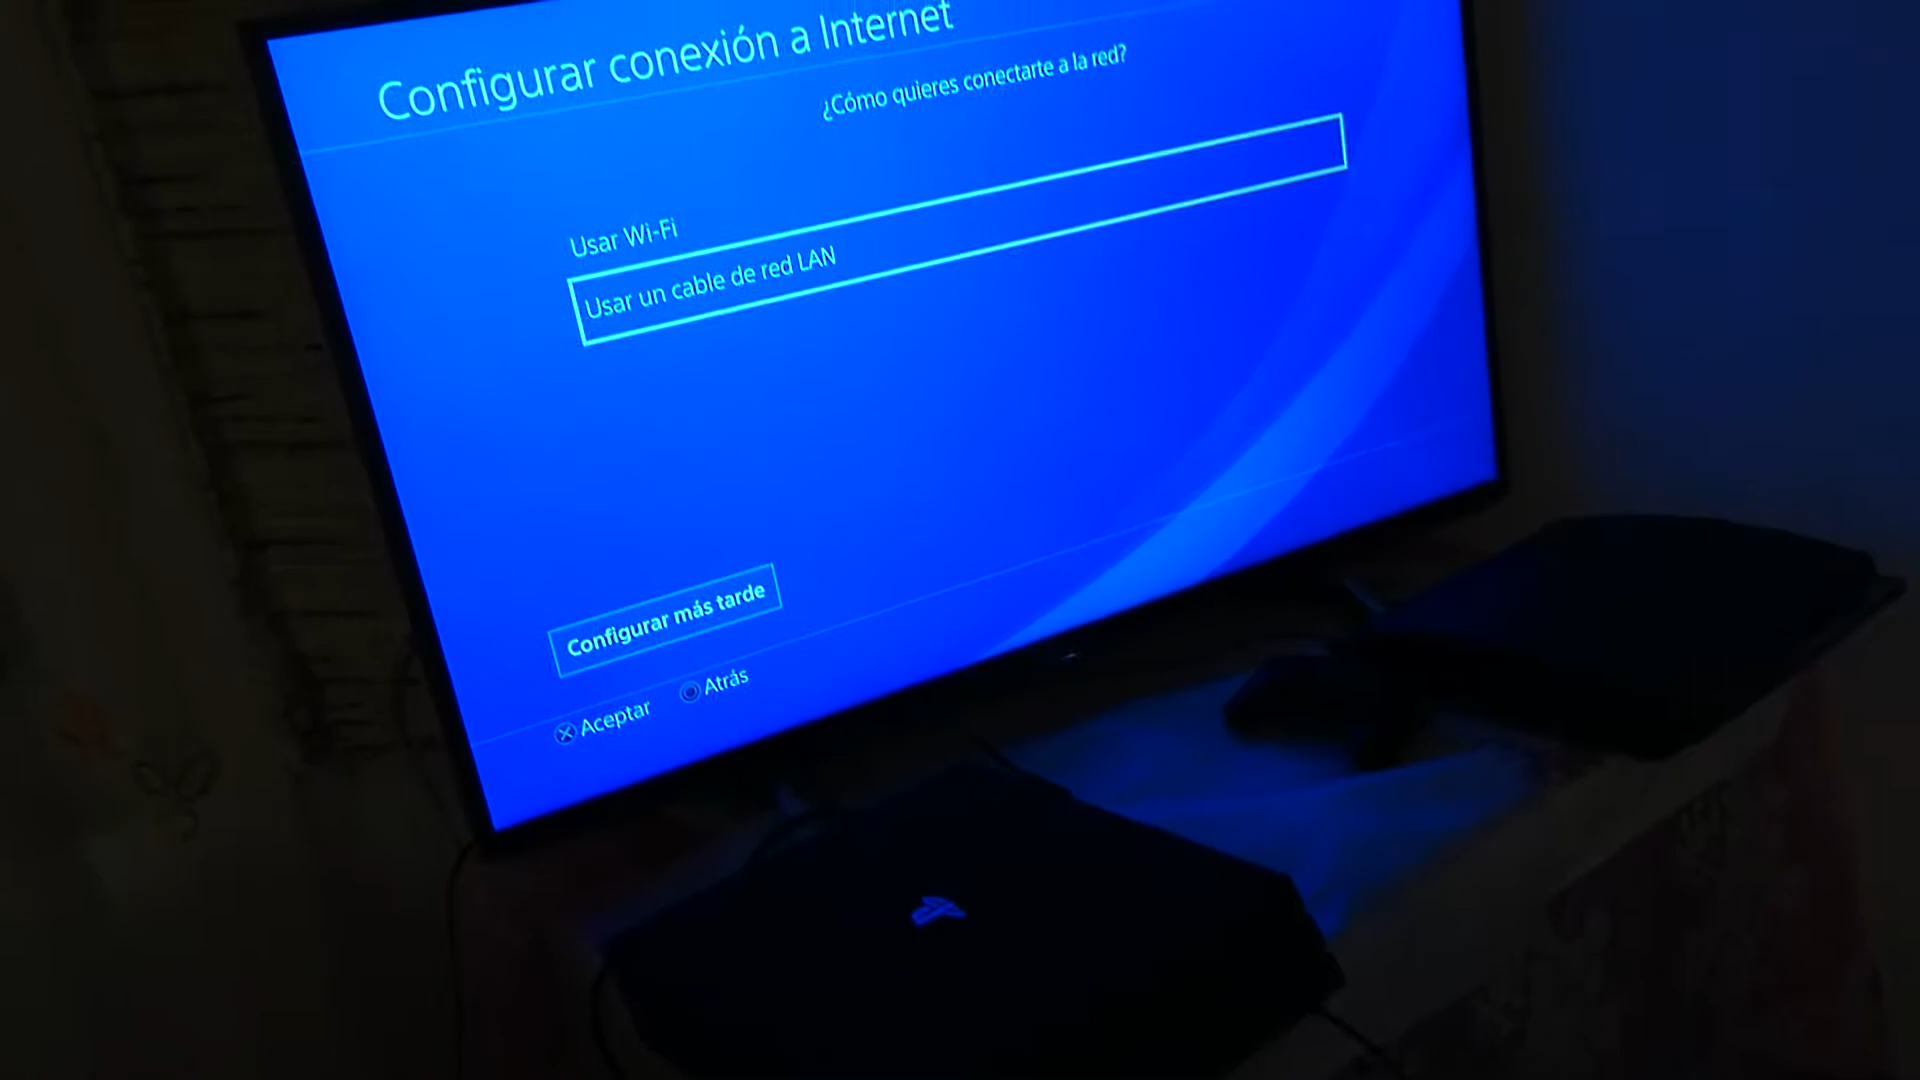 Configurar conexión a Internet
¿Cómo quieres conectarte a la red?
Usar Wi-Fi
Usar un cable de red LAN
Configurar más tarde
Aceptar
Atrás